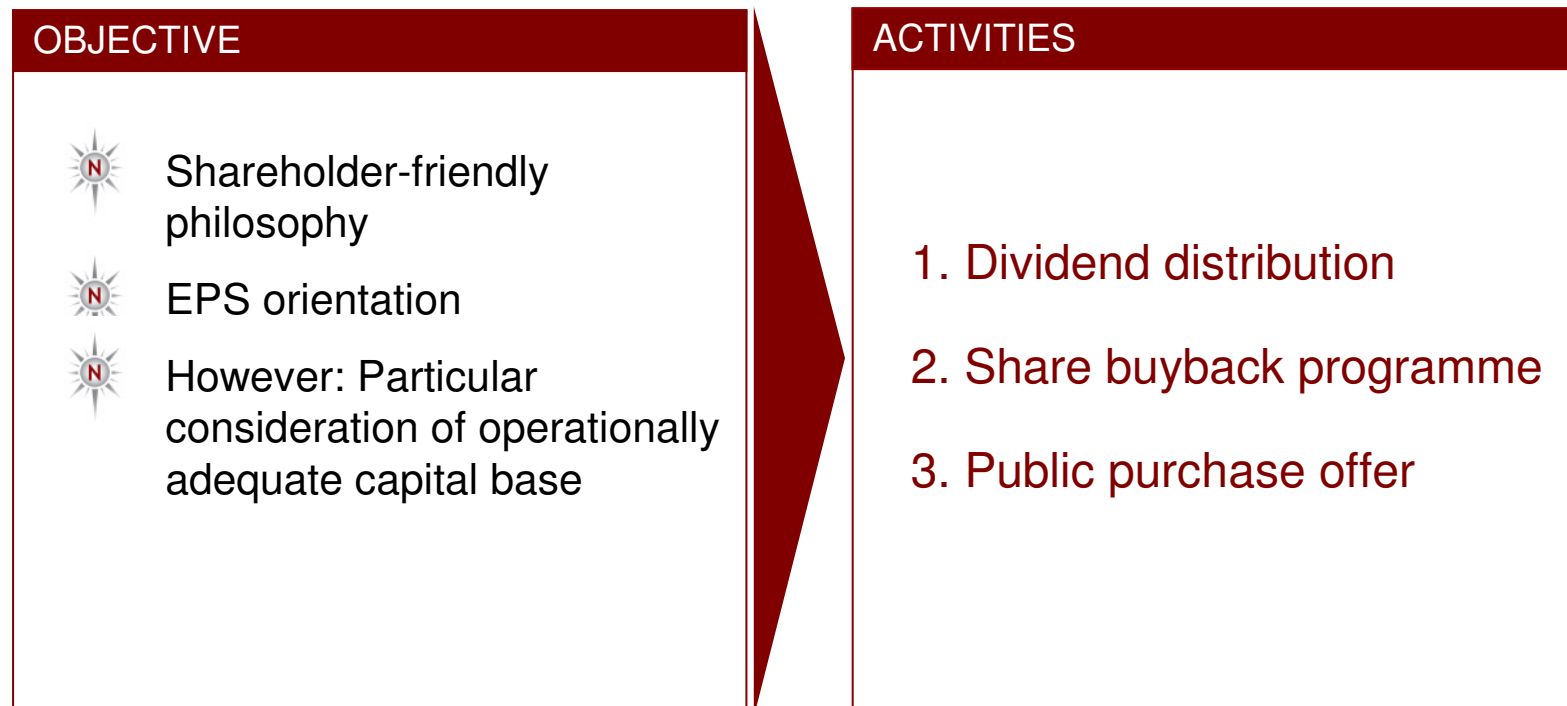 OBJECTIVE
N Shareholder-friendly
philosophy
N EPS orientation
N However: Particular
consideration of operationally
adequate capital base
ACTIVITIES
1. Dividend distribution
2. Share buyback programme
3. Public purchase offer